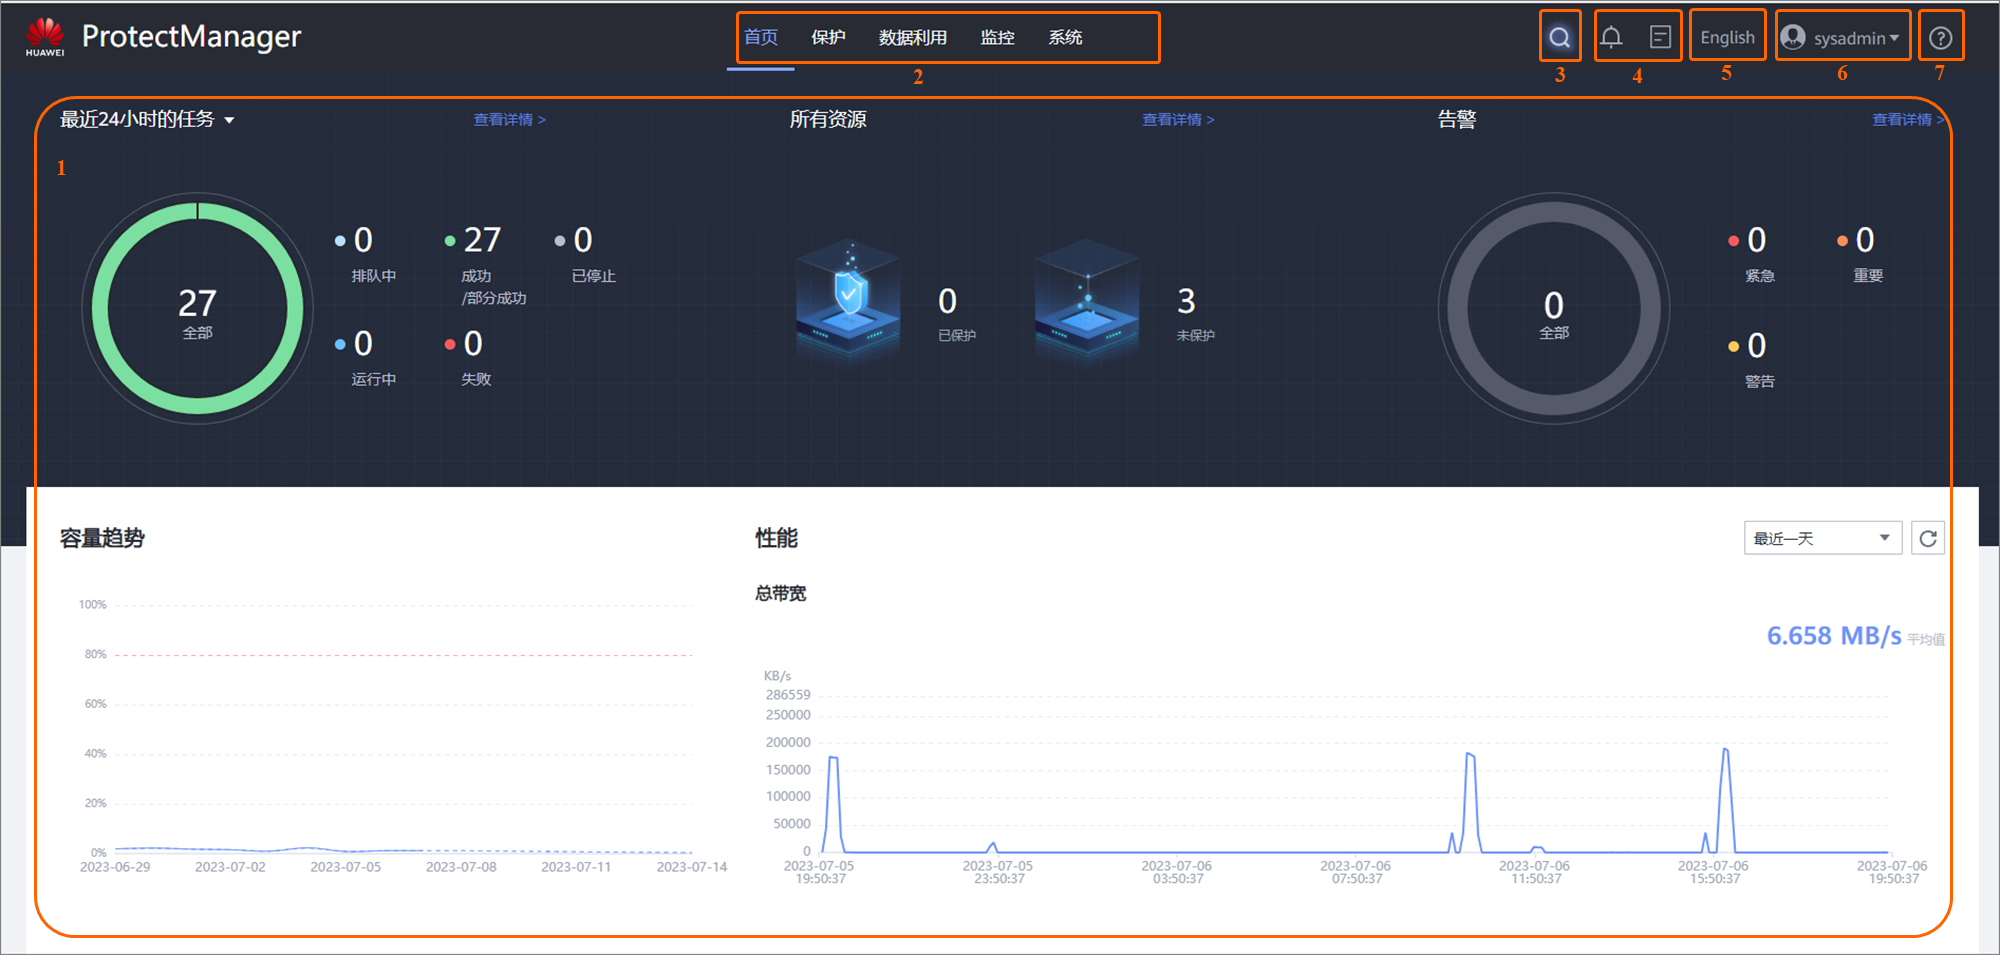 HUAWEI
ProtectManager
首页 保护 数据利用 监控 系统
English
sysadmin
2
3
4
5
6
7
最近24小时的任务
查看详情 >
所有资源
查看详情 >
告警
查看详情 >
1
27
全部
0
排队中
27
成功
/部分成功
0
已停止
0
运行中
0
失败
0
已保护
3
未保护
0
全部
0
紧急
0
重要
0
警告
容量趋势
100%
80%
60%
40%
20%
0%
2023-06-29 2023-07-02 2023-07-05 2023-07-08 2023-07-11 2023-07-14
性能
最近一天
总带宽
6.658 MB/s 平均值
KB/s
286559
250000
200000
150000
100000
50000
0
2023-07-05 2023-07-05 2023-07-06 2023-07-06 2023-07-06 2023-07-06 2023-07-06
19:50:37 23:50:37 03:50:37 07:50:37 11:50:37 15:50:37 19:50:37